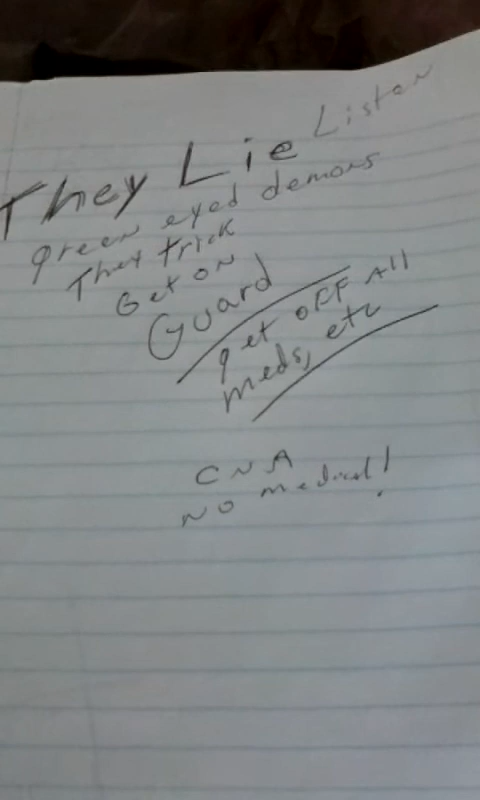 They Lie Listen
green eyed demons
They trick
Get on
Guard
get OFF All
meds, etc
CNA
NO medical!